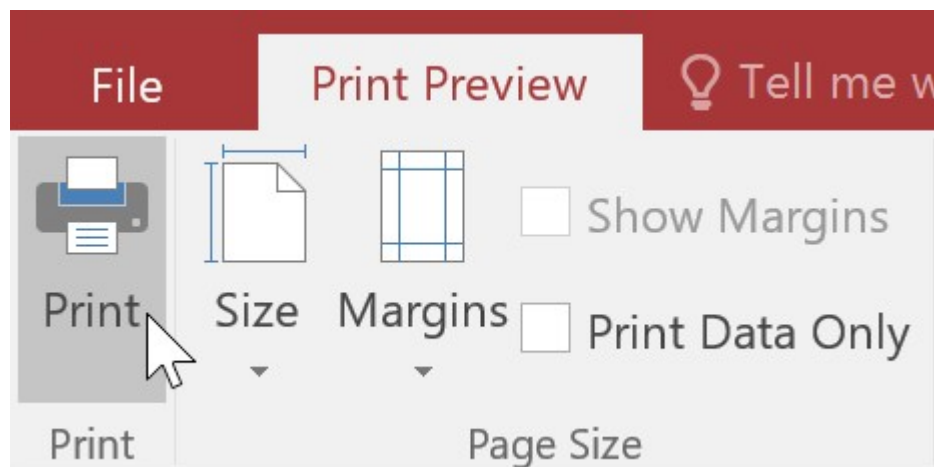 File Print Preview Tell me w
Show Margins
Print Size Margins
Print Data Only
Print Page Size